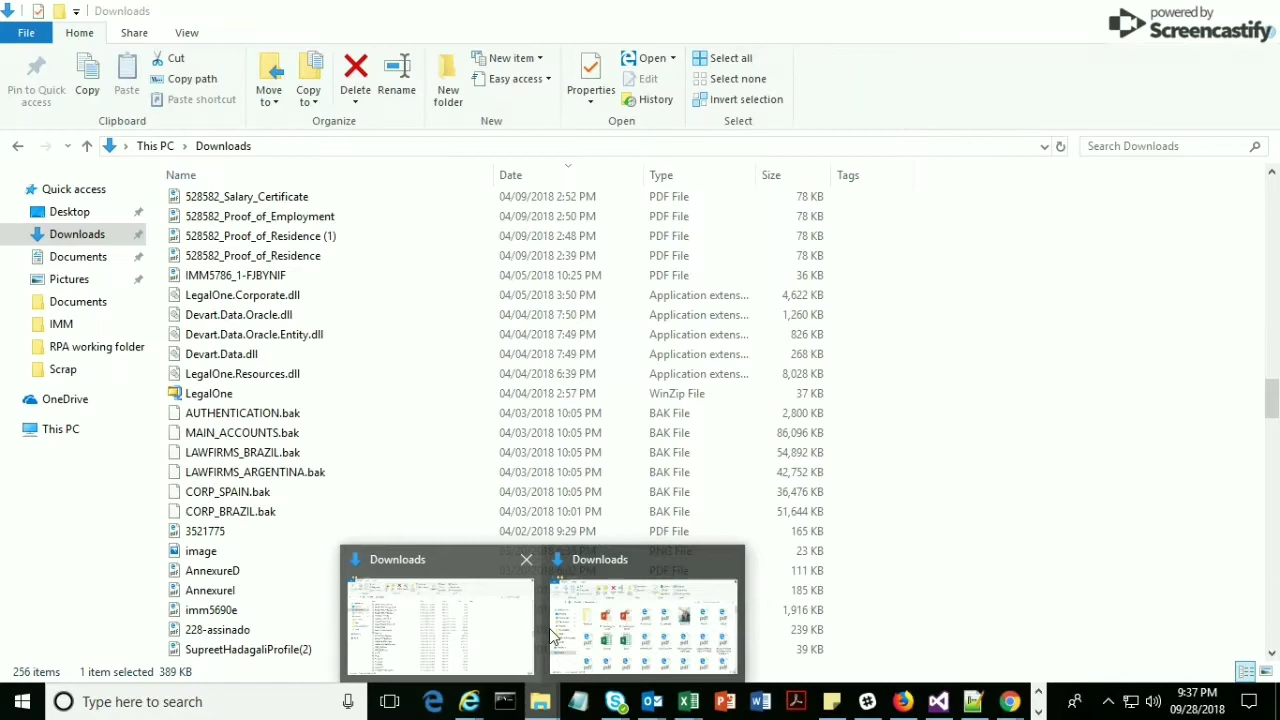 Downloads
powered by
Screencastify
File Home Share View
Pin to Quick access
Copy
Paste
Cut
Copy path
Paste shortcut
Clipboard
Move to
Copy to
Delete
Rename
Organize
New folder
New item
Easy access
New
Properties
Open
Edit
History
Open
Select all
Select none
Invert selection
Select
This PC > Downloads
Search Downloads
Quick access
Desktop
Downloads
Documents
Pictures
Documents
IMM
RPA working folder
Scrap
OneDrive
This PC
Name Date Type Size Tags
528582_Salary_Certificate 04/09/2018 2:52 PM PDF File 78 KB
528582_Proof_of_Employment 04/09/2018 2:50 PM PDF File 78 KB
528582_Proof_of_Residence (1) 04/09/2018 2:48 PM PDF File 78 KB
528582_Proof_of_Residence 04/09/2018 2:39 PM PDF File 78 KB
IMM5786_1-FJBYNIF 04/05/2018 10:25 PM PDF File 36 KB
LegalOne.Corporate.dll 04/05/2018 3:50 PM Application extens... 4,622 KB
Devart.Data.Oracle.dll 04/04/2018 7:50 PM Application extens... 1,260 KB
Devart.Data.Oracle.Entity.dll 04/04/2018 7:49 PM Application extens... 826 KB
Devart.Data.dll 04/04/2018 7:49 PM Application extens... 268 KB
LegalOne.Resources.dll 04/04/2018 6:39 PM Application extens... 8,028 KB
LegalOne 04/04/2018 2:57 PM WinZip File 37 KB
AUTHENTICATION.bak 04/03/2018 10:05 PM BAK File 2,800 KB
MAIN_ACCOUNTS.bak 04/03/2018 10:05 PM BAK File 86,096 KB
LAWFIRMS_BRAZIL.bak 04/03/2018 10:05 PM BAK File 54,892 KB
LAWFIRMS_ARGENTINA.bak 04/03/2018 10:05 PM BAK File 42,752 KB
CORP_SPAIN.bak 04/03/2018 10:05 PM BAK File 36,476 KB
CORP_BRAZIL.bak 04/03/2018 10:01 PM BAK File 51,644 KB
3521775 04/02/2018 9:29 PM PDF File 165 KB
image PNG File 23 KB
AnnexureD PDF File 111 KB
AnnexureI 185 KB
imm5690e 1,916 KB
228-assinado 239 KB
SupreetHadagaliProfile(2) 39 KB
Downloads Downloads
256 items 1 item selected 389 KB
Type here to search
9:37 PM
09/28/2018